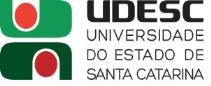 UDESC
UNIVERSIDADE
DO ESTADO DE
SANTA CATARINA